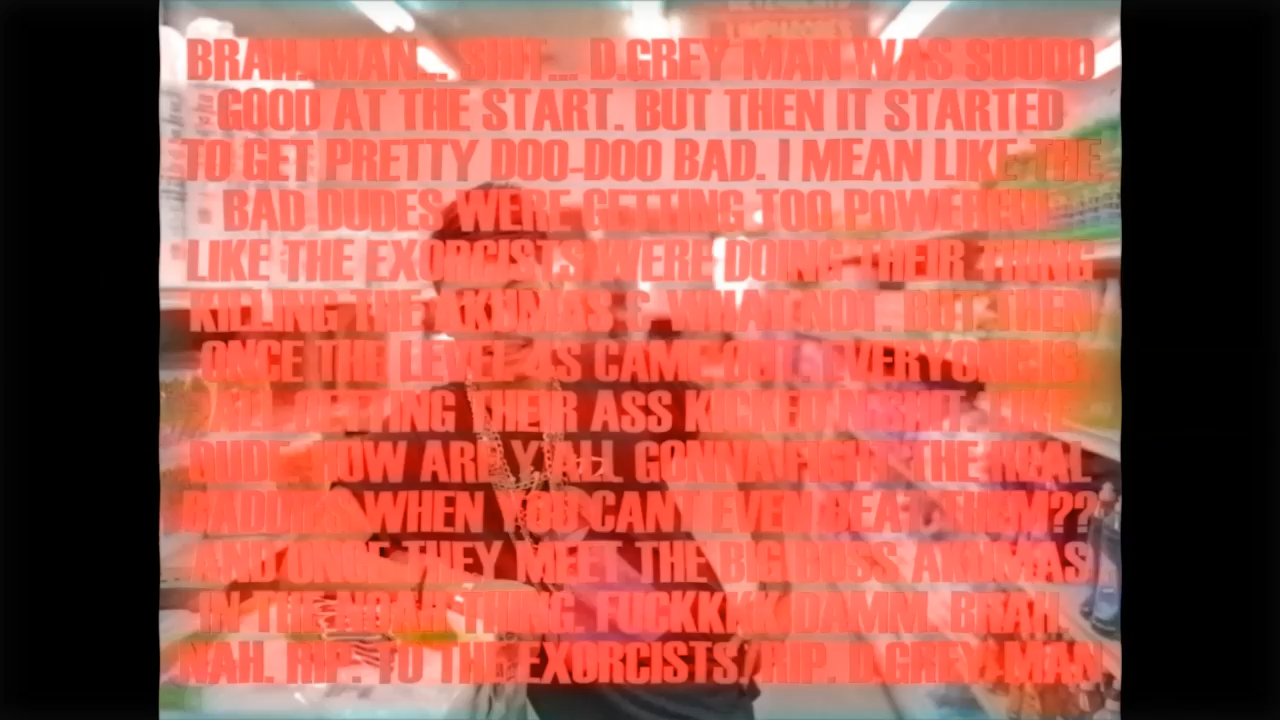 DETERGENTS
BRAH. MAN... SHIT... D.GREY MAN WAS SOOOO
GOOD AT THE START. BUT THEN IT STARTED
TO GET PRETTY DOO-DOO BAD. I MEAN LIKE THE
BAD DUDES WERE GETTING TOO POWERFUL.
LIKE THE EXORCISTS WERE DOING THEIR THING
KILLING THE AKUMAS & WHATNOT. BUT THEN
ONCE THE LEVEL 4S CAME OUT. EVERYONE IS
ALL GETTING THEIR ASS KICKED N SHIT. LIKE
DUDE. HOW ARE Y'ALL GONNA FIGHT THE REAL
BADDIES WHEN YOU CANT EVEN BEAT THEM??
AND ONCE THEY MEET THE BIG BOSS AKUMAS
IN THE NOAH THING. FUCKKKK DAMM. BRAH
NAH. RIP. TO THE EXORCISTS/RIP. D.GREY MAN